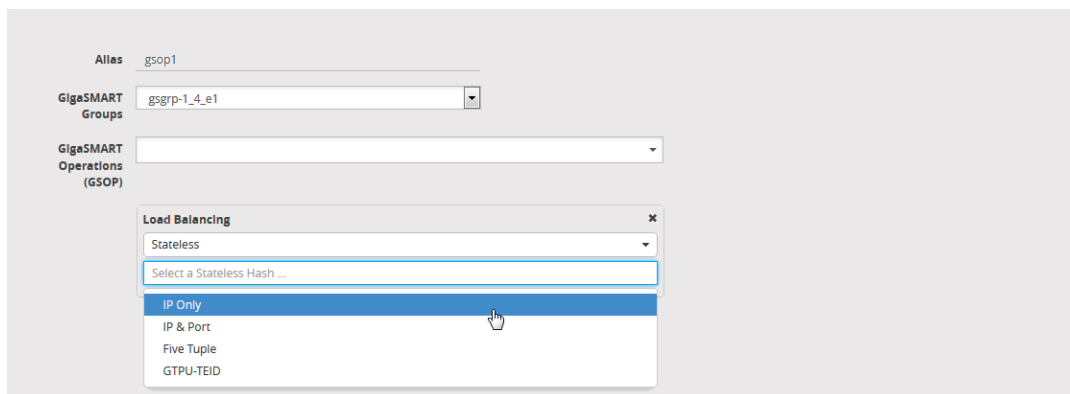 Alias gsop1
GigaSMART gsgrp-1_4_e1
Groups
GigaSMART
Operations
(GSOP)
Load Balancing ✖
Stateless
Select a Stateless Hash ...
IP Only
IP & Port
Five Tuple
GTPU-TEID